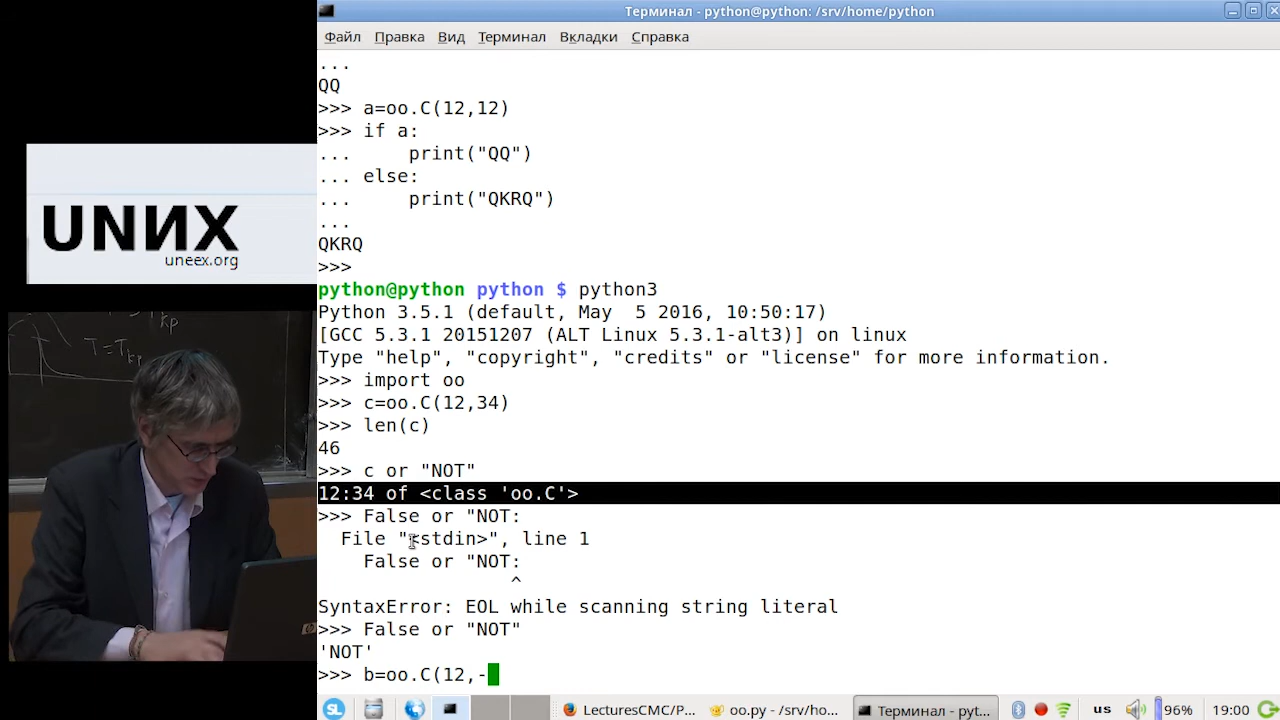 Терминал - python@python: /srv/home/python
Файл Правка Вид Терминал Вкладки Справка
...
QQ
>>> a=oo.C(12,12)
>>> if a:
...     print("QQ")
... else:
...     print("QKRQ")
...
QKRQ
>>>
python@python python $ python3
Python 3.5.1 (default, May  5 2016, 10:50:17)
[GCC 5.3.1 20151207 (ALT Linux 5.3.1-alt3)] on linux
Type "help", "copyright", "credits" or "license" for more information.
>>> import oo
>>> c=oo.C(12,34)
>>> len(c)
46
>>> c or "NOT"
12:34 of <class 'oo.C'>
>>> False or "NOT:
  File "<stdin>", line 1
    False or "NOT:
                 ^
SyntaxError: EOL while scanning string literal
>>> False or "NOT"
'NOT'
>>> b=oo.C(12,-
UNИX
uneex.org
T=Tкр
hp
SL
LecturesCMC/P...
oo.py - /srv/ho...
Терминал - pyt...
us
96%
19:00